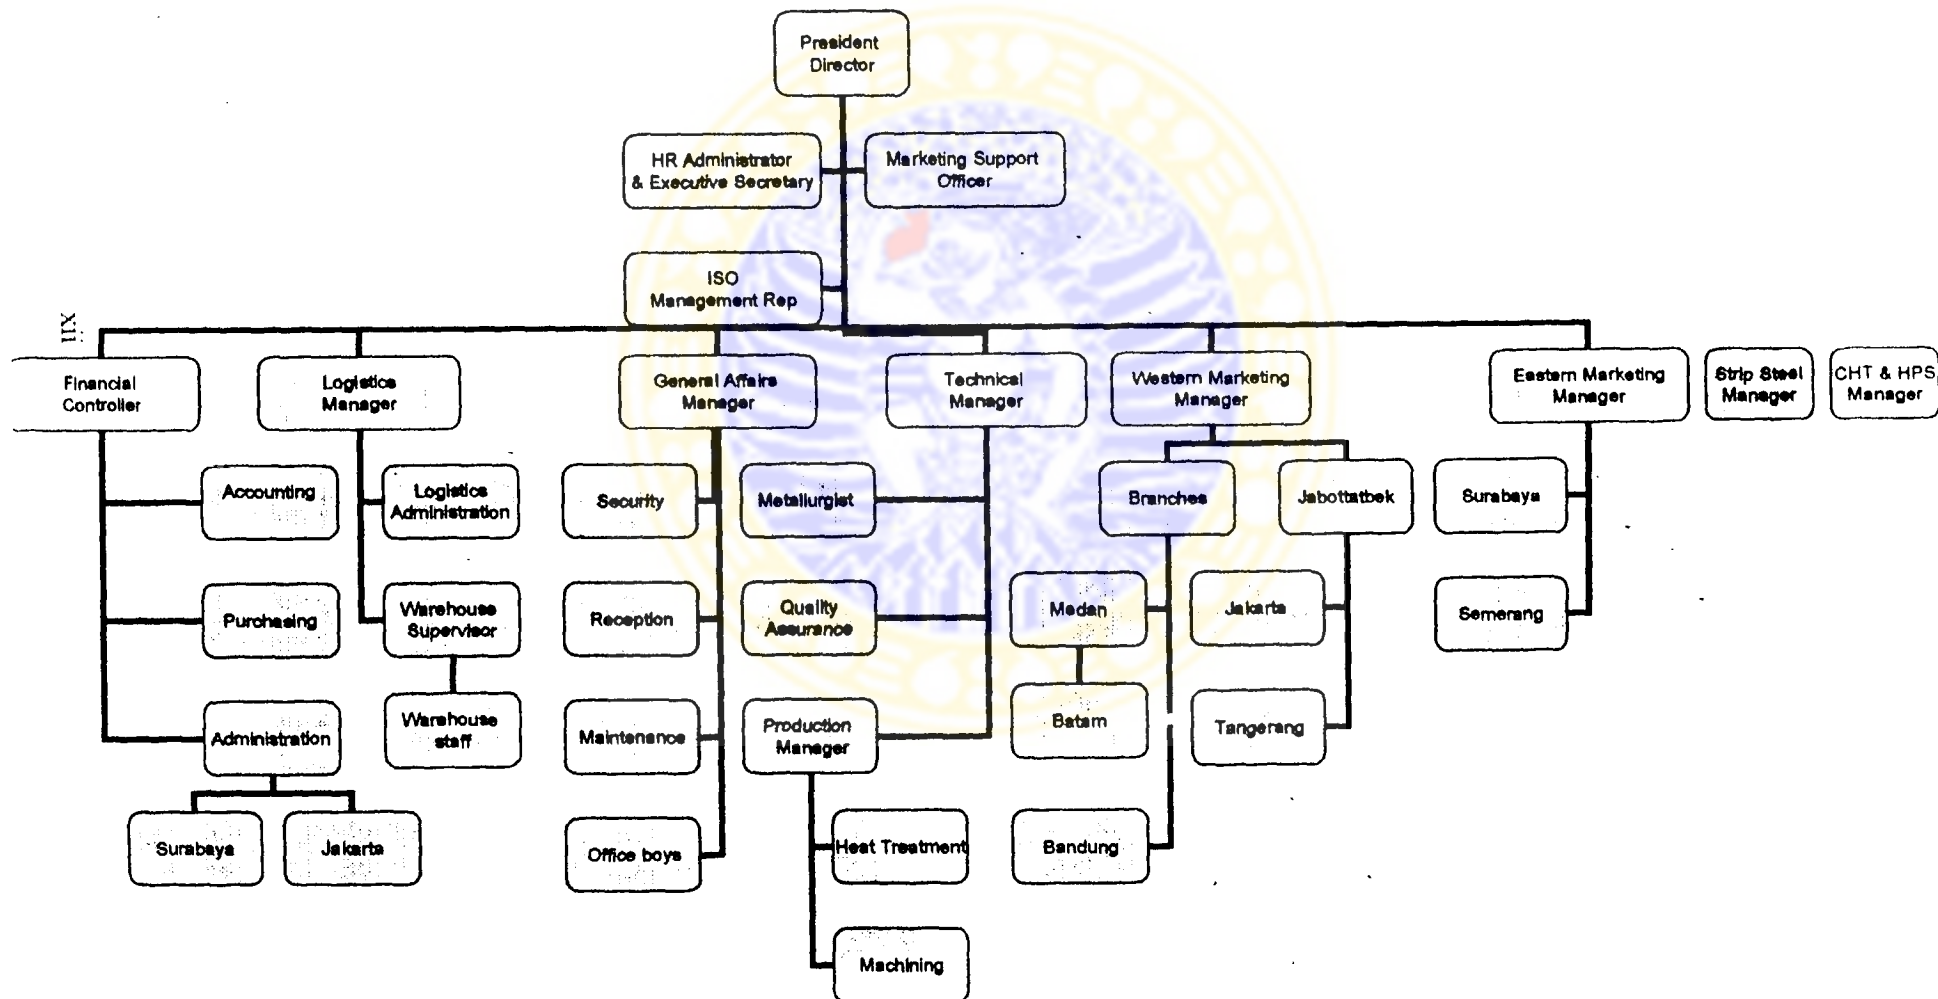 President
Director
HR Administrator
& Executive Secretary
Marketing Support
Officer
ISO
Management Rep
XII
Financial
Controller
Logistics
Manager
General Affairs
Manager
Technical
Manager
Western Marketing
Manager
Eastern Marketing
Manager
Strip Steel
Manager
CHT & HPS
Manager
Accounting
Logistics
Administration
Security
Metallurgist
Branches
Jabottatbek
Surabaya
Purchasing
Warehouse
Supervisor
Reception
Quality
Assurance
Medan
Jakarta
Semerang
Administration
Warehouse
staff
Maintenance
Production
Manager
Batam
Tangerang
Surabaya
Jakarta
Office boys
Heat Treatment
Bandung
Machining